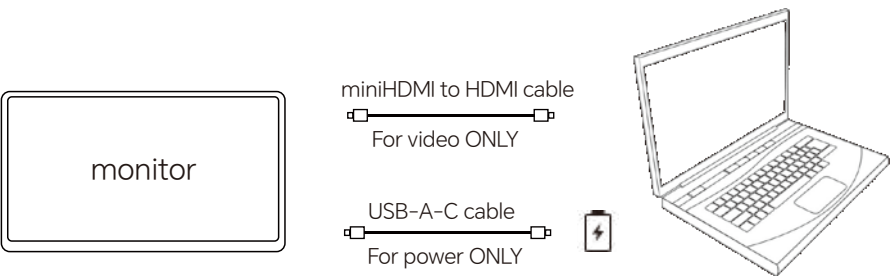 monitor
miniHDMI to HDMI cable
For video ONLY
USB-A-C cable
For power ONLY